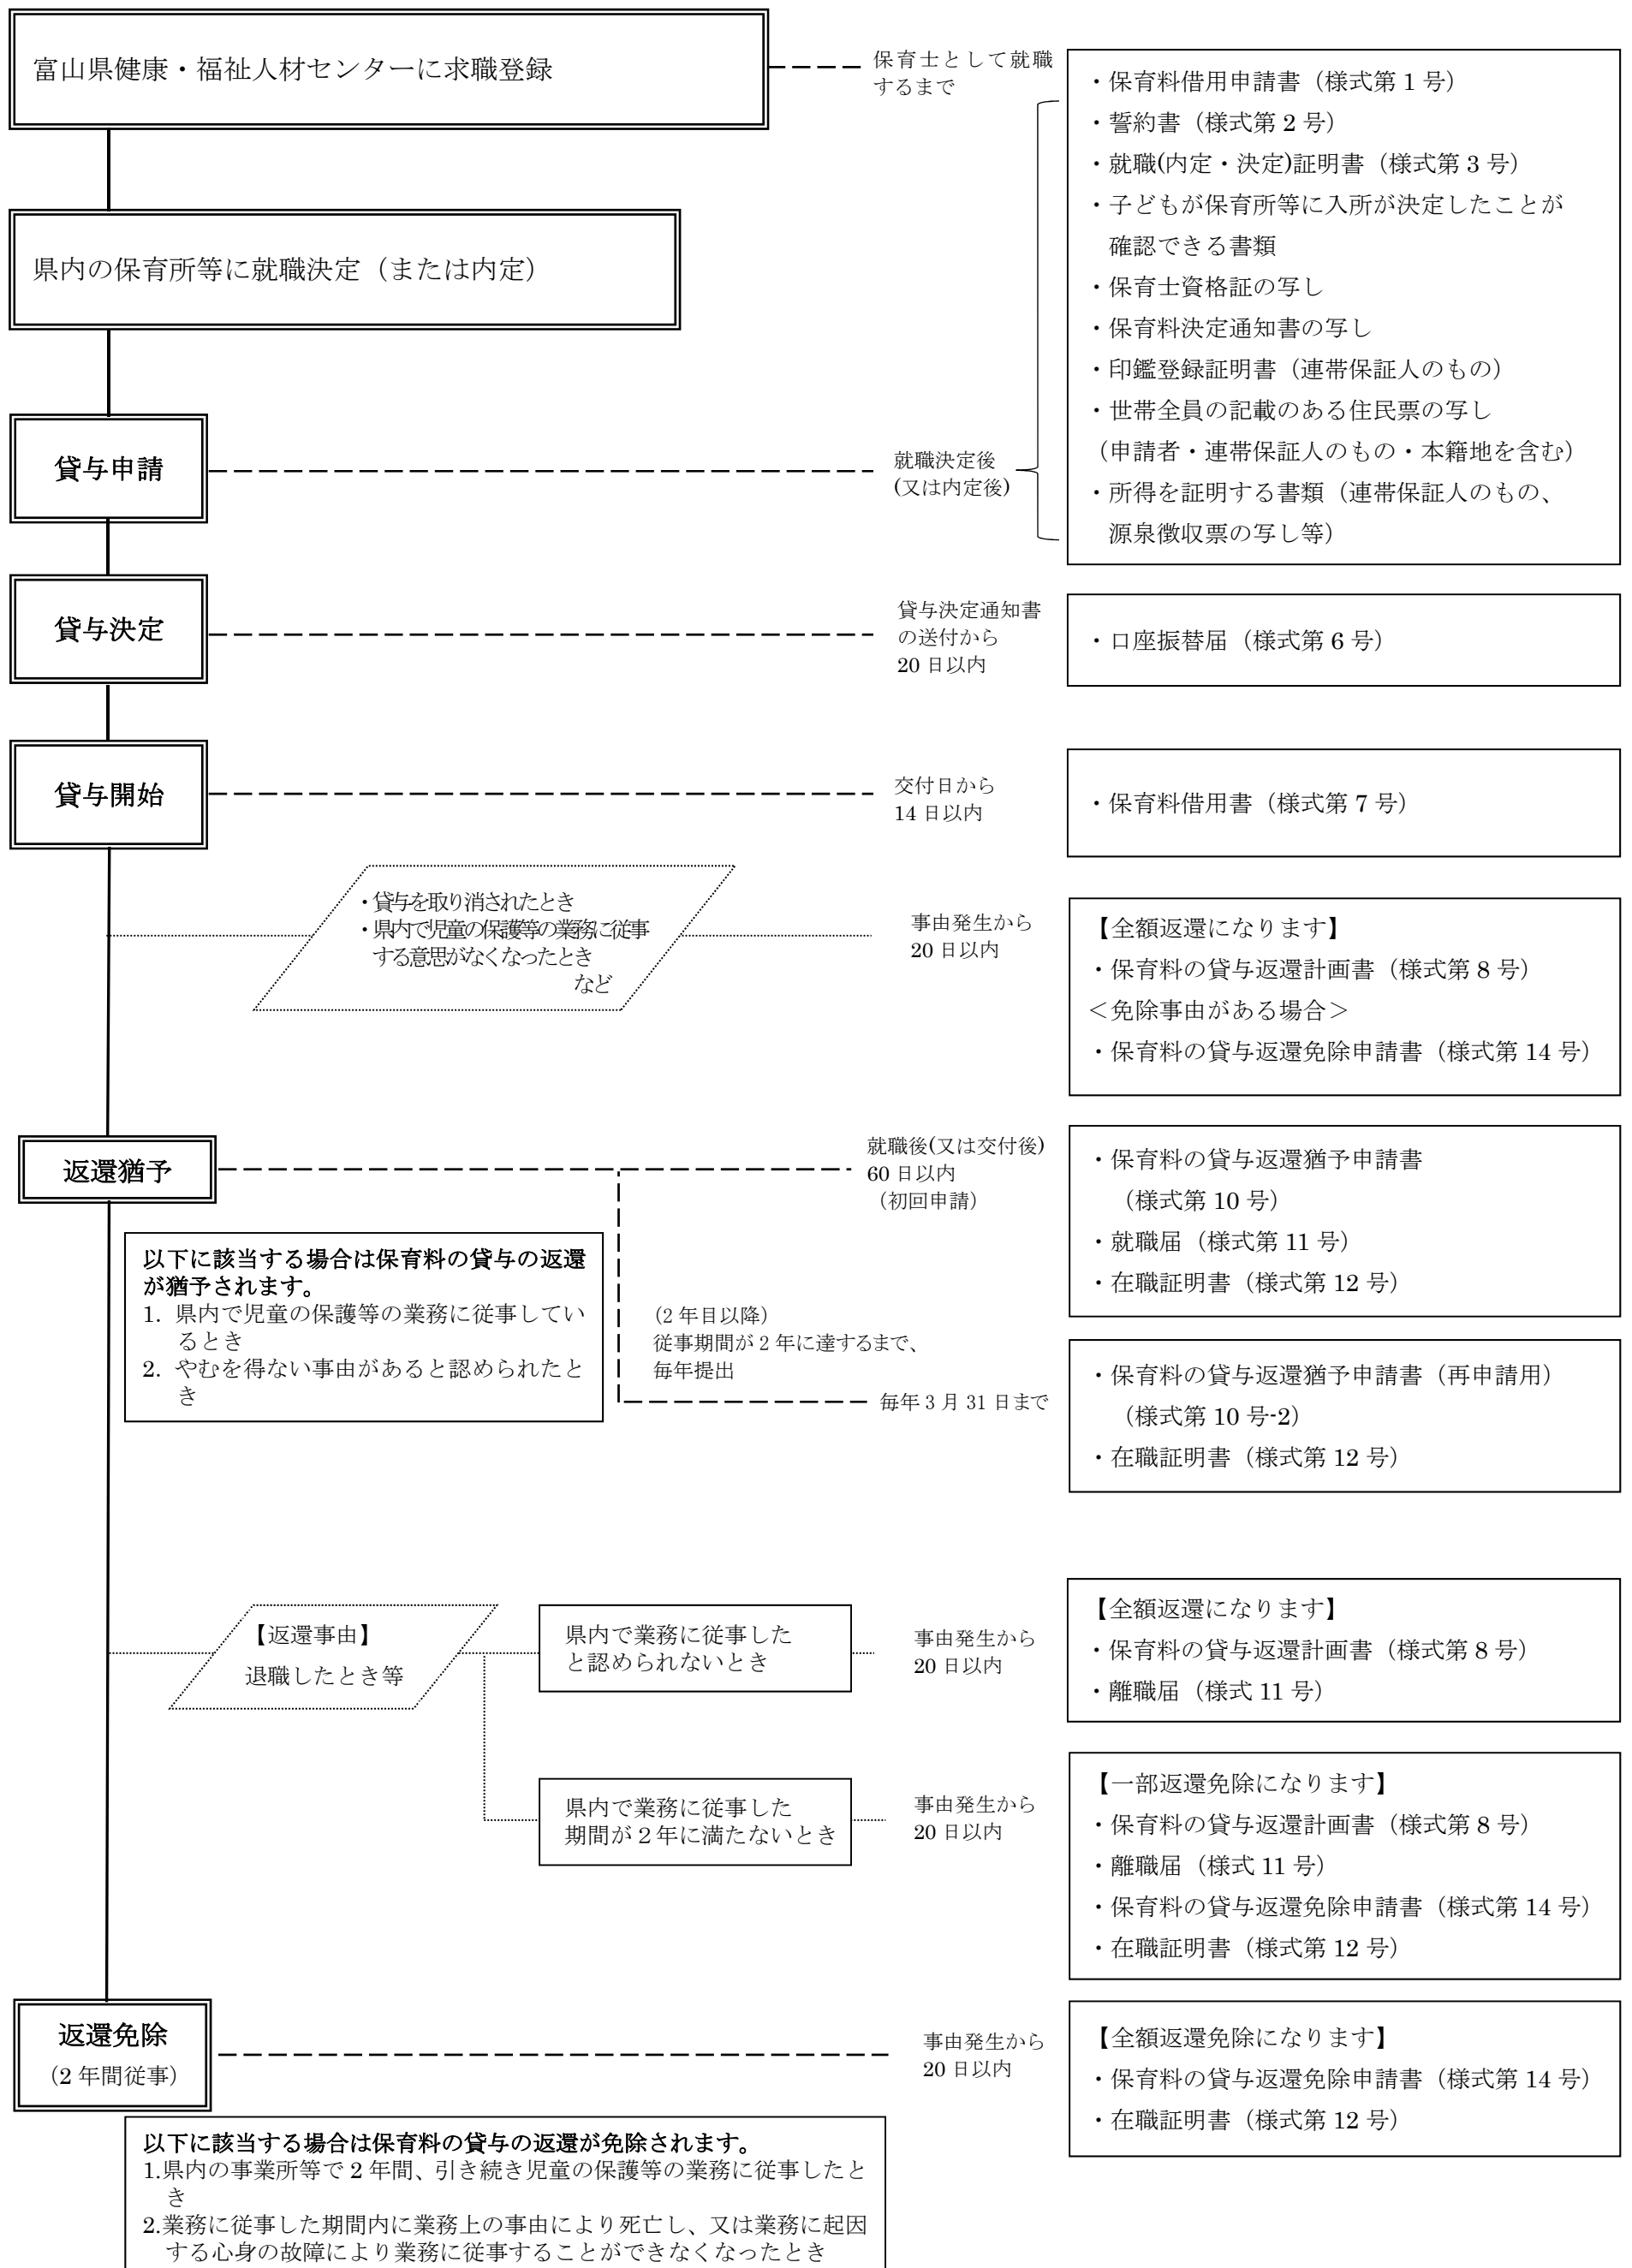 富山県健康・福祉人材センターに求職登録
保育士として就職
するまで
・保育料借用申請書（様式第 1 号）
・誓約書（様式第 2 号）
・就職(内定・決定)証明書（様式第 3 号）
・子どもが保育所等に入所が決定したことが
確認できる書類
・保育士資格証の写し
・保育料決定通知書の写し
・印鑑登録証明書（連帯保証人のもの）
・世帯全員の記載のある住民票の写し
（申請者・連帯保証人のもの・本籍地を含む）
・所得を証明する書類（連帯保証人のもの、
源泉徴収票の写し等）
県内の保育所等に就職決定（または内定）
貸与申請
就職決定後
(又は内定後)
貸与決定
貸与決定通知書
の送付から
20 日以内
・口座振替届（様式第 6 号）
貸与開始
交付日から
14 日以内
・保育料借用書（様式第 7 号）
・貸与を取り消されたとき
・県内で児童の保護等の業務に従事
する意思がなくなったとき
など
事由発生から
20 日以内
【全額返還になります】
・保育料の貸与返還計画書（様式第 8 号）
＜免除事由がある場合＞
・保育料の貸与返還免除申請書（様式第 14 号）
返還猶予
就職後(又は交付後)
60 日以内
（初回申請）
・保育料の貸与返還猶予申請書
（様式第 10 号）
・就職届（様式第 11 号）
・在職証明書（様式第 12 号）
以下に該当する場合は保育料の貸与の返還
が猶予されます。
1. 県内で児童の保護等の業務に従事してい
るとき
2. やむを得ない事由があると認められたと
き
（2 年目以降）
従事期間が 2 年に達するまで、
毎年提出
毎年 3 月 31 日まで
・保育料の貸与返還猶予申請書（再申請用）
（様式第 10 号-2）
・在職証明書（様式第 12 号）
【返還事由】
退職したとき等
県内で業務に従事した
と認められないとき
事由発生から
20 日以内
【全額返還になります】
・保育料の貸与返還計画書（様式第 8 号）
・離職届（様式 11 号）
県内で業務に従事した
期間が２年に満たないとき
事由発生から
20 日以内
【一部返還免除になります】
・保育料の貸与返還計画書（様式第 8 号）
・離職届（様式 11 号）
・保育料の貸与返還免除申請書（様式第 14 号）
・在職証明書（様式第 12 号）
返還免除
（2 年間従事）
事由発生から
20 日以内
【全額返還免除になります】
・保育料の貸与返還免除申請書（様式第 14 号）
・在職証明書（様式第 12 号）
以下に該当する場合は保育料の貸与の返還が免除されます。
1.県内の事業所等で 2 年間、引き続き児童の保護等の業務に従事したと
き
2.業務に従事した期間内に業務上の事由により死亡し、又は業務に起因
する心身の故障により業務に従事することができなくなったとき